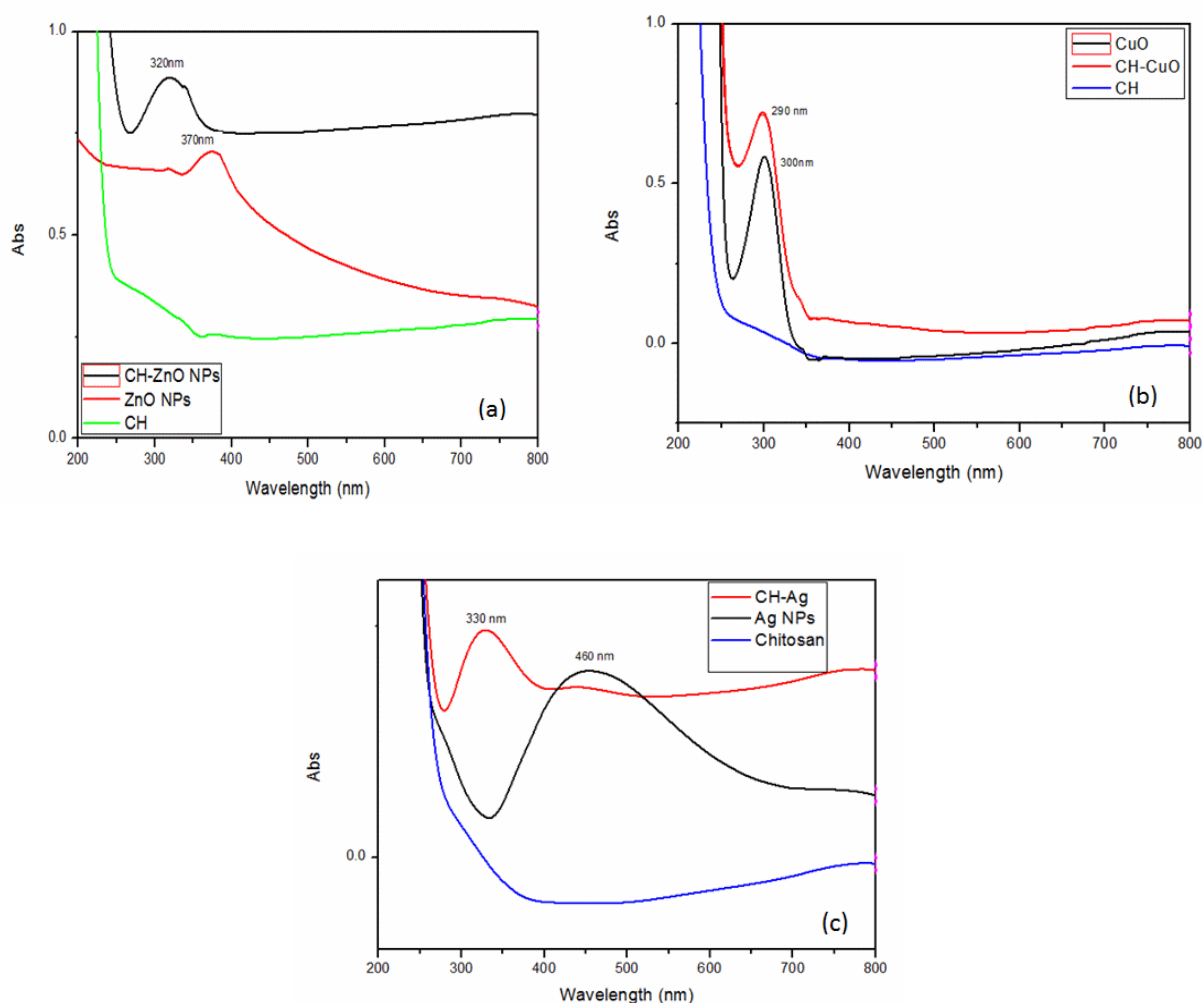 1.0
320nm
370nm
Abs
0.5
CH-ZnO NPs
ZnO NPs
CH
(a)
0.0
200 300 400 500 600 700 800
Wavelength (nm)
1.0
CuO
CH-CuO
CH
290 nm
300nm
0.5
Abs
0.0
(b)
200 300 400 500 600 700 800
Wavelength (nm)
CH-Ag
Ag NPs
Chitosan
330 nm
460 nm
Abs
0.0
(c)
200 300 400 500 600 700 800
Wavelength (nm)